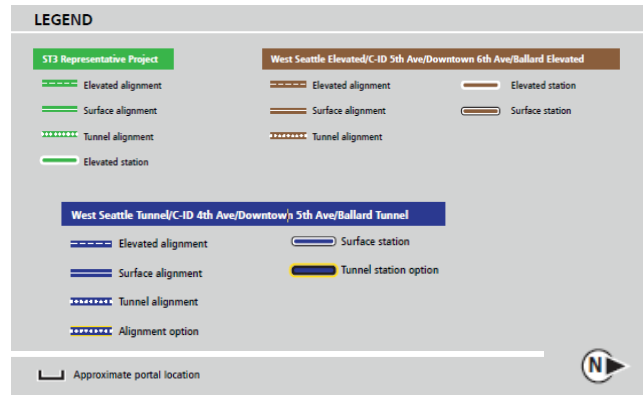 LEGEND
ST3 Representative Project
Elevated alignment
Surface alignment
Tunnel alignment
Elevated station
West Seattle Elevated/C-ID 5th Ave/Downtown 6th Ave/Ballard Elevated
Elevated alignment
Surface alignment
Tunnel alignment
Elevated station
Surface station
West Seattle Tunnel/C-ID 4th Ave/Downtown 5th Ave/Ballard Tunnel
Elevated alignment
Surface alignment
Tunnel alignment
Alignment option
Surface station
Tunnel station option
Approximate portal location
N